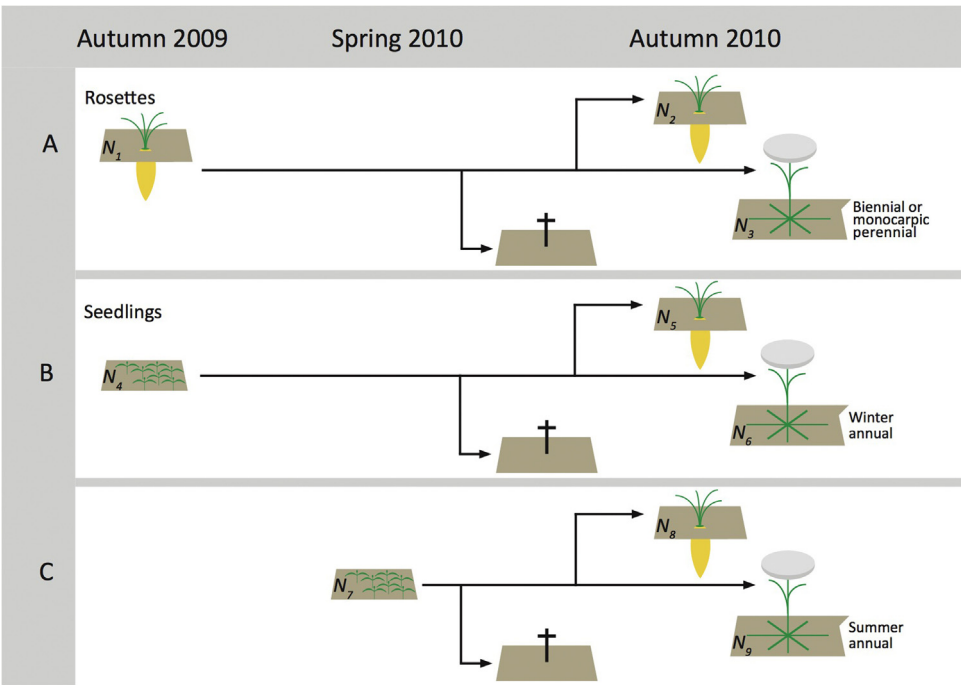 Autumn 2009 Spring 2010 Autumn 2010
A
Rosettes
N1
N2
N3
Biennial or
monocarpic
perennial
B
Seedlings
N4
N5
N6
Winter
annual
C
N7
N8
N9
Summer
annual